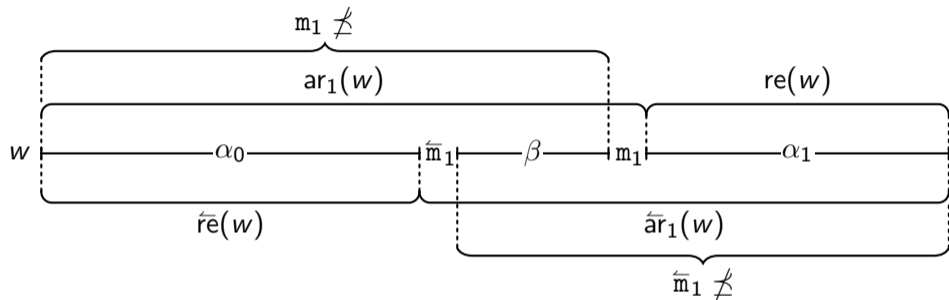 m₁ ⋠
ar₁(w) re(w)
w α₀ m̄₁ β m₁ α₁
r̄e(w) ār₁(w)
m̄₁ ⋠